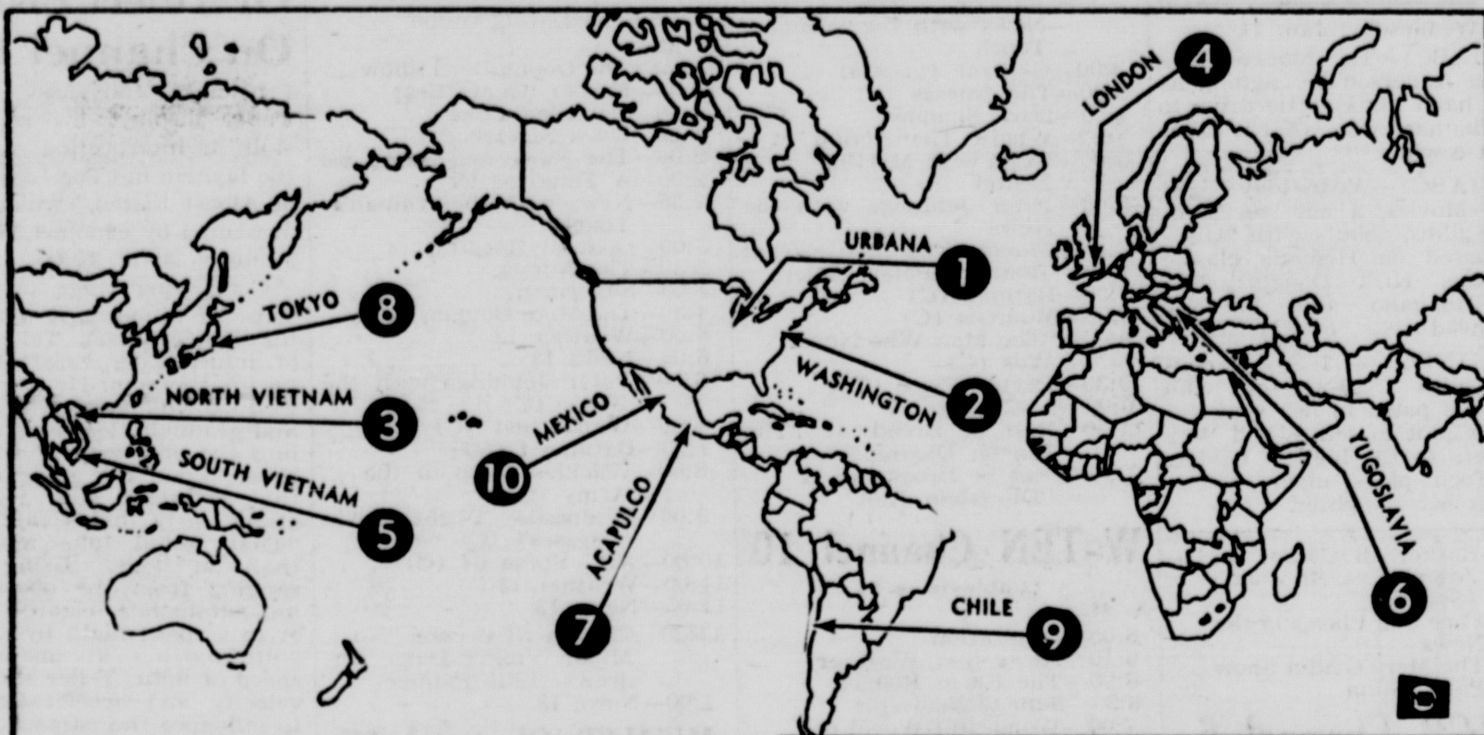 LONDON
4
URBANA
1
TOKYO
8
WASHINGTON
2
NORTH VIETNAM
3
MEXICO
10
SOUTH VIETNAM
5
ACAPULCO
7
YUGOSLAVIA
6
CHILE
9